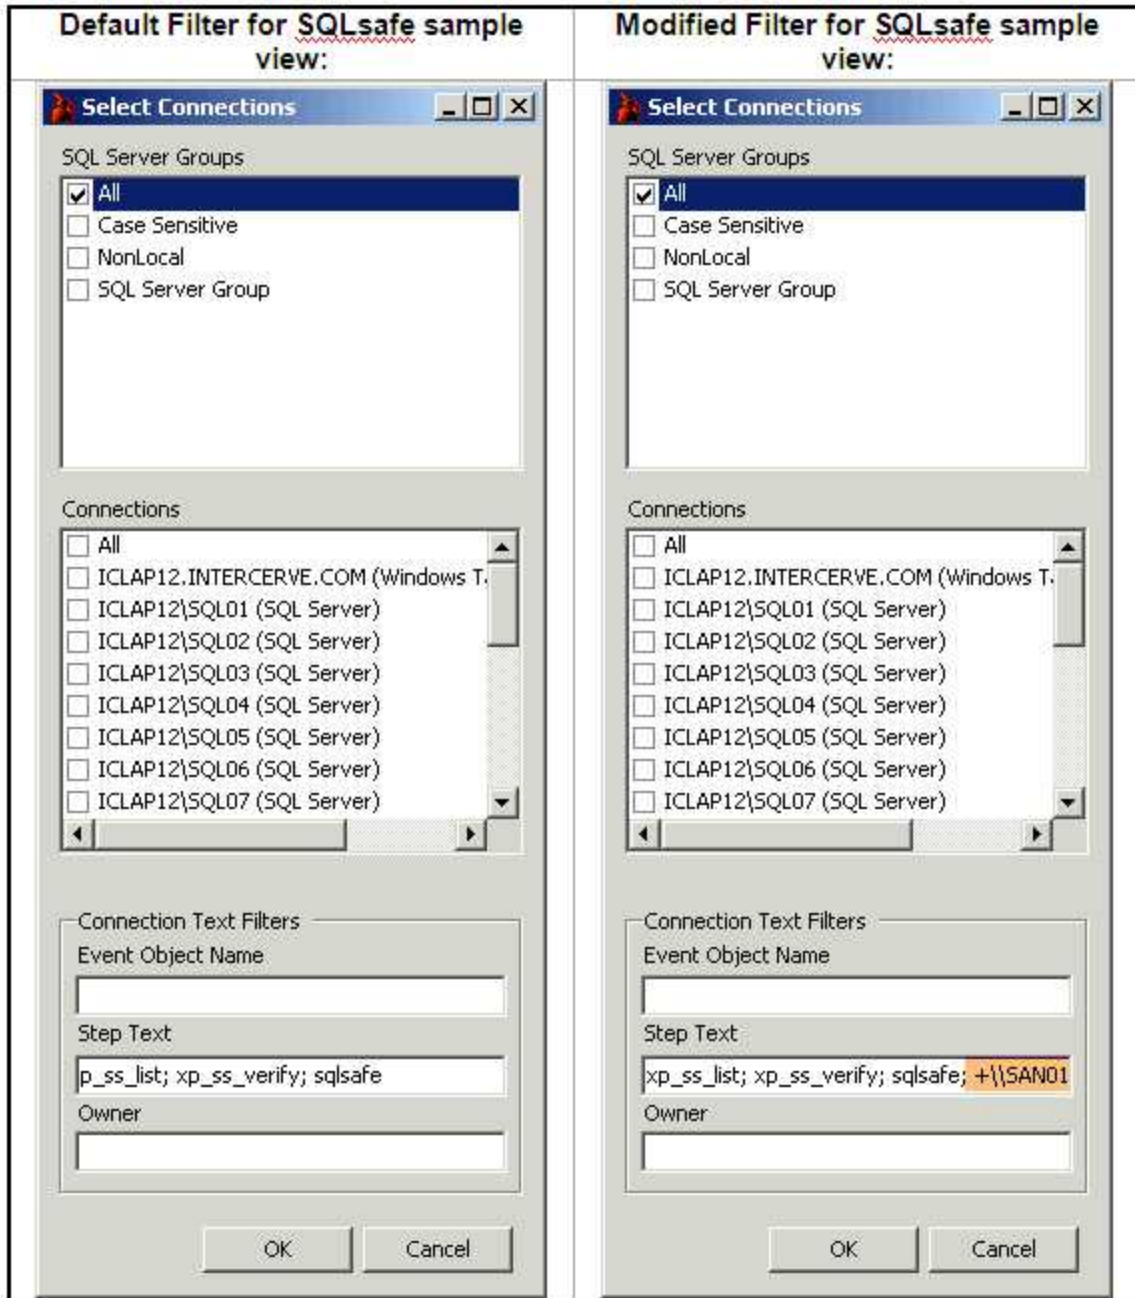 Default Filter for SQLsafe sample
view:
Select Connections
SQL Server Groups
All
Case Sensitive
NonLocal
SQL Server Group
Connections
All
ICLAP12.INTERCERVE.COM (Windows T
ICLAP12\SQL01 (SQL Server)
ICLAP12\SQL02 (SQL Server)
ICLAP12\SQL03 (SQL Server)
ICLAP12\SQL04 (SQL Server)
ICLAP12\SQL05 (SQL Server)
ICLAP12\SQL06 (SQL Server)
ICLAP12\SQL07 (SQL Server)
Connection Text Filters
Event Object Name
Step Text
p_ss_list; xp_ss_verify; sqlsafe
Owner
OK
Cancel
Modified Filter for SQLsafe sample
view:
Select Connections
SQL Server Groups
All
Case Sensitive
NonLocal
SQL Server Group
Connections
All
ICLAP12.INTERCERVE.COM (Windows T
ICLAP12\SQL01 (SQL Server)
ICLAP12\SQL02 (SQL Server)
ICLAP12\SQL03 (SQL Server)
ICLAP12\SQL04 (SQL Server)
ICLAP12\SQL05 (SQL Server)
ICLAP12\SQL06 (SQL Server)
ICLAP12\SQL07 (SQL Server)
Connection Text Filters
Event Object Name
Step Text
xp_ss_list; xp_ss_verify; sqlsafe; +\\SAN01
Owner
OK
Cancel